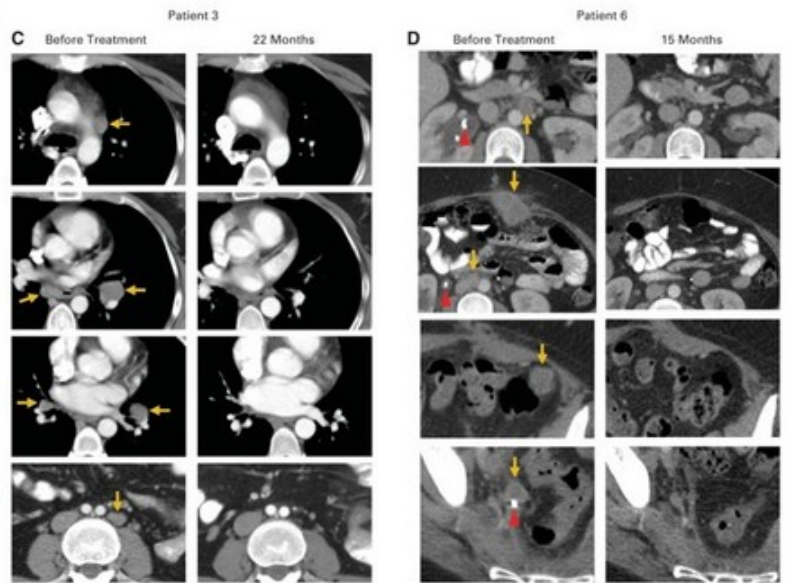 Patient 3
C Before Treatment 22 Months
Patient 6
D Before Treatment 15 Months